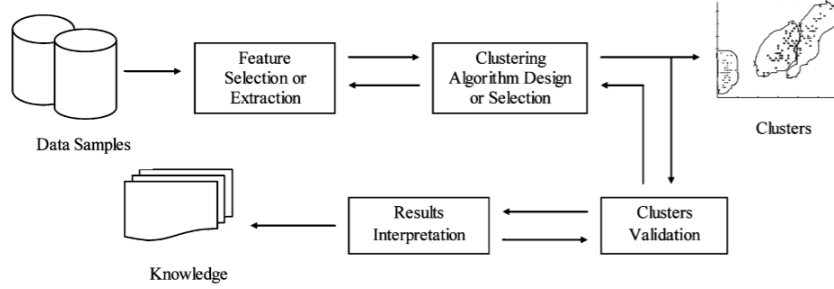 Feature
Selection or
Extraction
Clustering
Algorithm Design
or Selection
Data Samples
Clusters
Results
Interpretation
Clusters
Validation
Knowledge